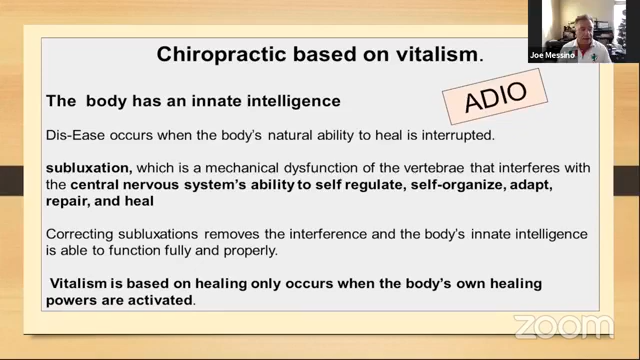 Chiropractic based on vitalism.
Joe Messino
The body has an innate intelligence
ADIO
Dis-Ease occurs when the body's natural ability to heal is interrupted.
subluxation, which is a mechanical dysfunction of the vertebrae that interferes with
the central nervous system's ability to self regulate, self-organize, adapt,
repair, and heal
Correcting subluxations removes the interference and the body's innate intelligence
is able to function fully and properly.
Vitalism is based on healing only occurs when the body's own healing
powers are activated.
zoom